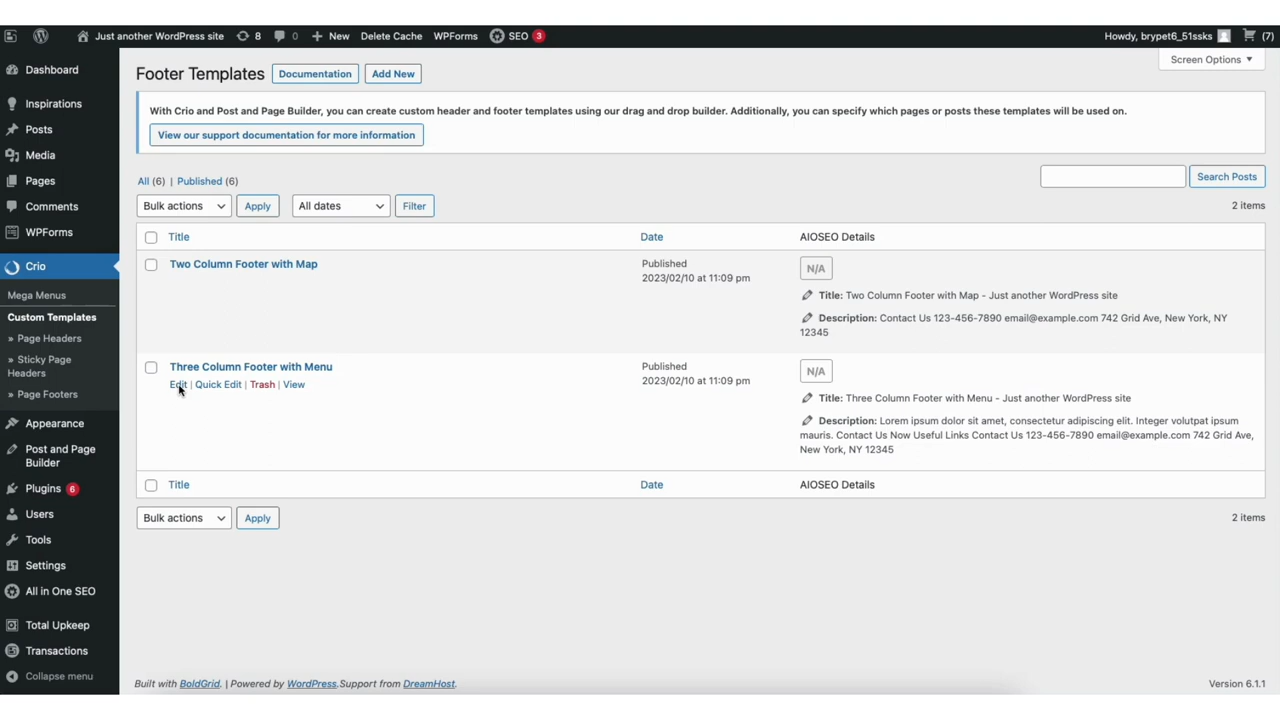 Just another WordPress site 8 0 New Delete Cache WPForms SEO 3 Howdy, brypet6_51ssks (7)
Screen Options
Dashboard
Inspirations
Posts
Media
Pages
Comments
WPForms
Crio
Mega Menus
Custom Templates
» Page Headers
» Sticky Page
Headers
» Page Footers
Appearance
Post and Page
Builder
Plugins 6
Users
Tools
Settings
All in One SEO
Total Upkeep
Transactions
Collapse menu
Footer Templates Documentation Add New
With Crio and Post and Page Builder, you can create custom header and footer templates using our drag and drop builder. Additionally, you can specify which pages or posts these templates will be used on.
View our support documentation for more information
All (6) | Published (6)
Search Posts
Bulk actions Apply All dates Filter 2 items
Title Date AIOSEO Details
Two Column Footer with Map
Published
2023/02/10 at 11:09 pm
N/A
Title: Two Column Footer with Map - Just another WordPress site
Description: Contact Us 123-456-7890 email@example.com 742 Grid Ave, New York, NY
12345
Three Column Footer with Menu
Edit | Quick Edit | Trash | View
Published
2023/02/10 at 11:09 pm
N/A
Title: Three Column Footer with Menu - Just another WordPress site
Description: Lorem ipsum dolor sit amet, consectetur adipiscing elit. Integer volutpat ipsum
mauris. Contact Us Now Useful Links Contact Us 123-456-7890 email@example.com 742 Grid Ave,
New York, NY 12345
Title Date AIOSEO Details
Bulk actions Apply 2 items
Built with BoldGrid. | Powered by WordPress.Support from DreamHost. Version 6.1.1